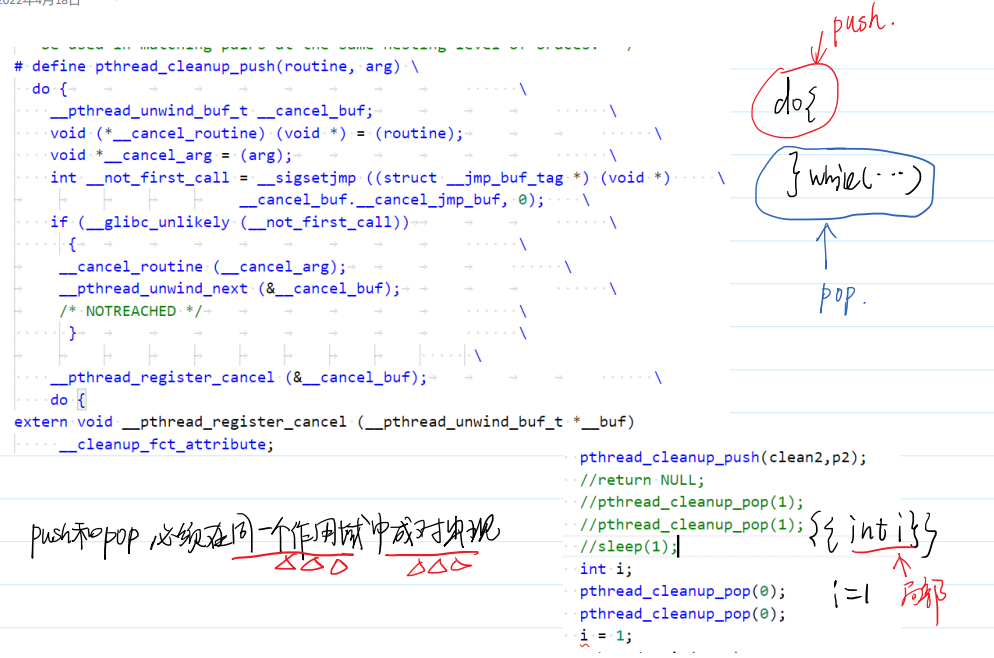 2022年4月18日
be used in matching pairs at the same nesting level of braces. */
# define pthread_cleanup_push(routine, arg) \
do { \
__pthread_unwind_buf_t __cancel_buf; \
void (*__cancel_routine) (void *) = (routine); \
void *__cancel_arg = (arg); \
int __not_first_call = __sigsetjmp ((struct __jmp_buf_tag *) (void *) \
__cancel_buf.__cancel_jmp_buf, 0); \
if (__glibc_unlikely (__not_first_call)) \
{ \
__cancel_routine (__cancel_arg); \
__pthread_unwind_next (&__cancel_buf); \
/* NOTREACHED */ \
} \
\
__pthread_register_cancel (&__cancel_buf); \
do {
extern void __pthread_register_cancel (__pthread_unwind_buf_t *__buf)
__cleanup_fct_attribute;
push.
do{
}while(...)
pop.
push和pop 必须在同一个作用域中成对出现
pthread_cleanup_push(clean2,p2);
//return NULL;
//pthread_cleanup_pop(1);
//pthread_cleanup_pop(1);
//sleep(1);
int i;
pthread_cleanup_pop(0);
pthread_cleanup_pop(0);
i = 1;
{{ int i}}
i=1
局部